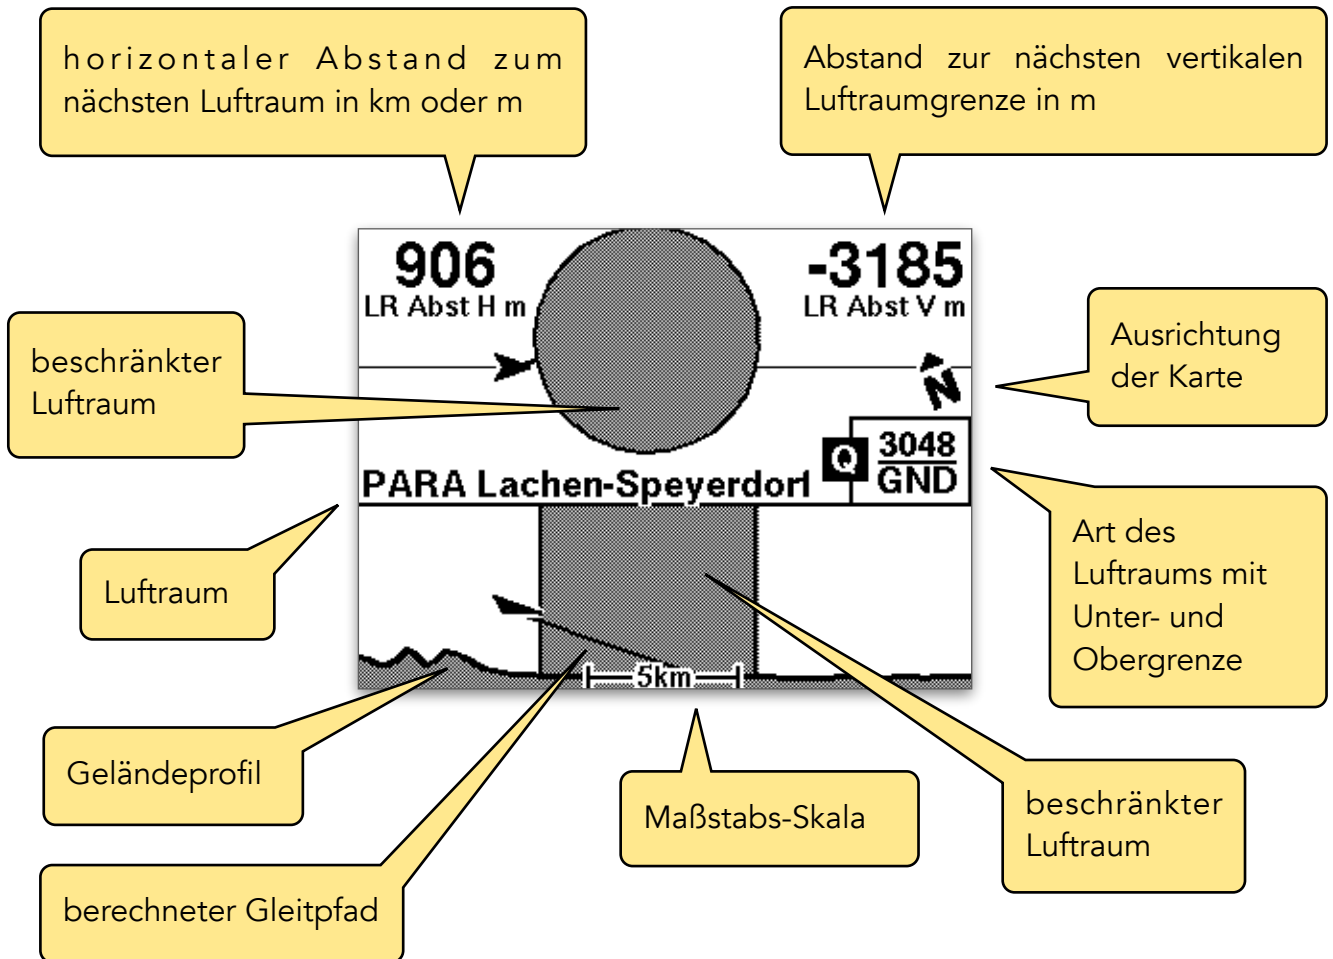 horizontaler Abstand zum
nächsten Luftraum in km oder m
Abstand zur nächsten vertikalen
Luftraumgrenze in m
906
LR Abst H m
-3185
LR Abst V m
beschränkter
Luftraum
Ausrichtung
der Karte
N
Q
3048
GND
PARA Lachen-Speyerdorf
Art des
Luftraums mit
Unter- und
Obergrenze
Luftraum
5km
Geländeprofil
Maßstabs-Skala
beschränkter
Luftraum
berechneter Gleitpfad